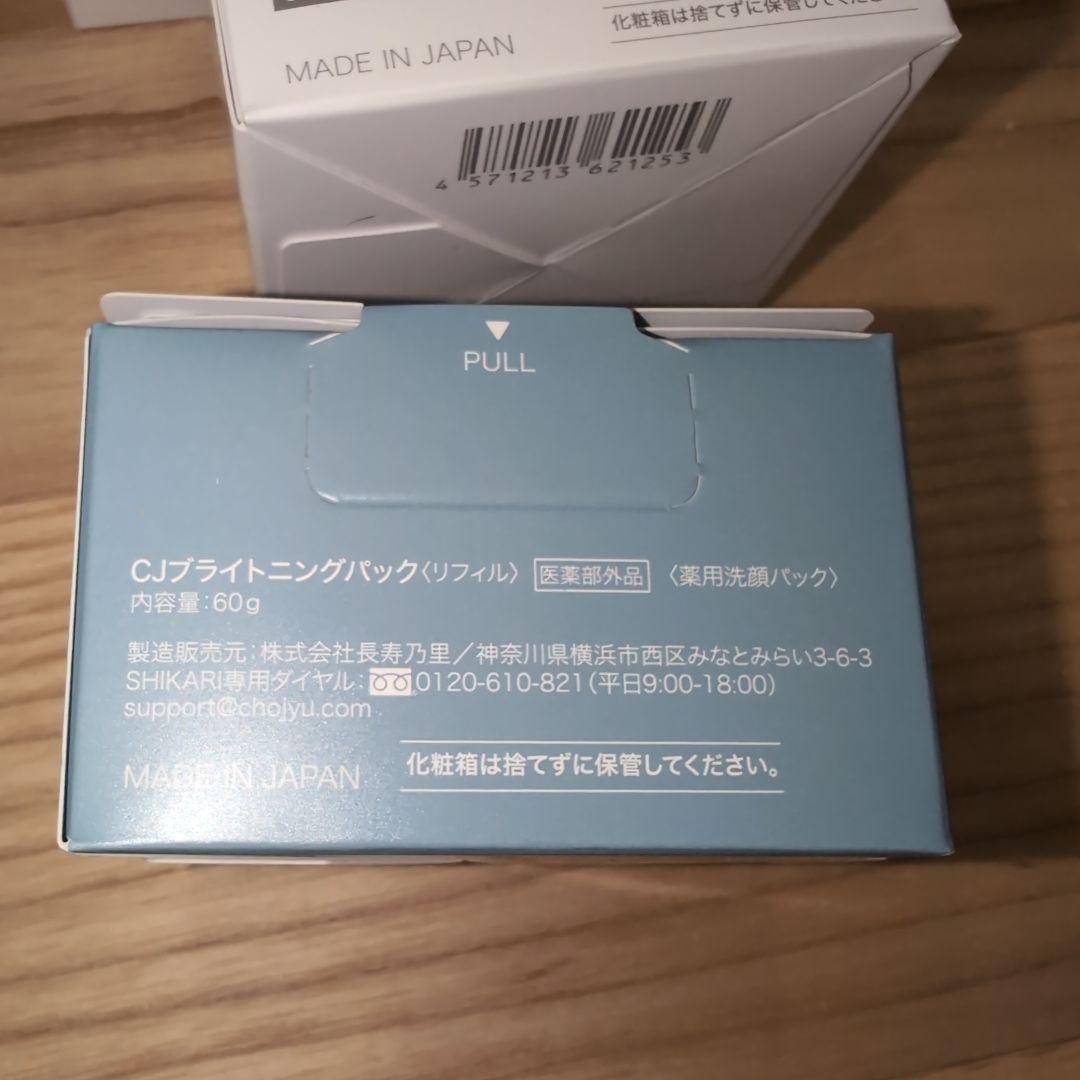 MADE IN JAPAN
化粧箱は捨てずに保管してください。
4 571213 621253
PULL
CJブライトニングパック〈リフィル〉 医薬部外品 〈薬用洗顔パック〉
内容量:60g
製造販売元:株式会社長寿乃里/神奈川県横浜市西区みなとみらい3-6-3
SHIKARI専用ダイヤル:0120-610-821(平日9:00-18:00)
support@chojyu.com
MADE IN JAPAN
化粧箱は捨てずに保管してください。